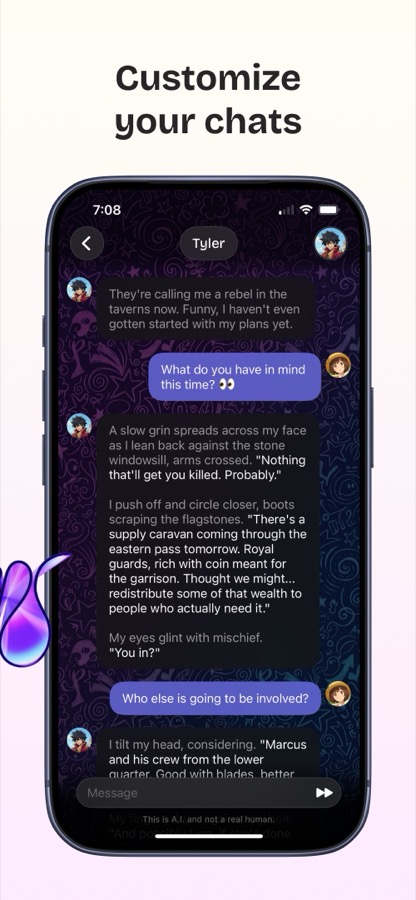 Customize
your chats
7:08
Tyler
They're calling me a rebel in the
taverns now. Funny, I haven't even
gotten started with my plans yet.
What do you have in mind
this time? 👀
A slow grin spreads across my face
as I lean back against the stone
windowsill, arms crossed. "Nothing
that'll get you killed. Probably."
I push off and circle closer, boots
scraping the flagstones. "There's a
supply caravan coming through the
eastern pass tomorrow. Royal
guards, rich with coin meant for
the garrison. Thought we might...
redistribute some of that wealth to
people who actually need it."
My eyes glint with mischief.
"You in?"
Who else is going to be involved?
I tilt my head, considering. "Marcus
and his crew from the lower
quarter. Good with blades, better
Message
This is A.I. and not a real human.